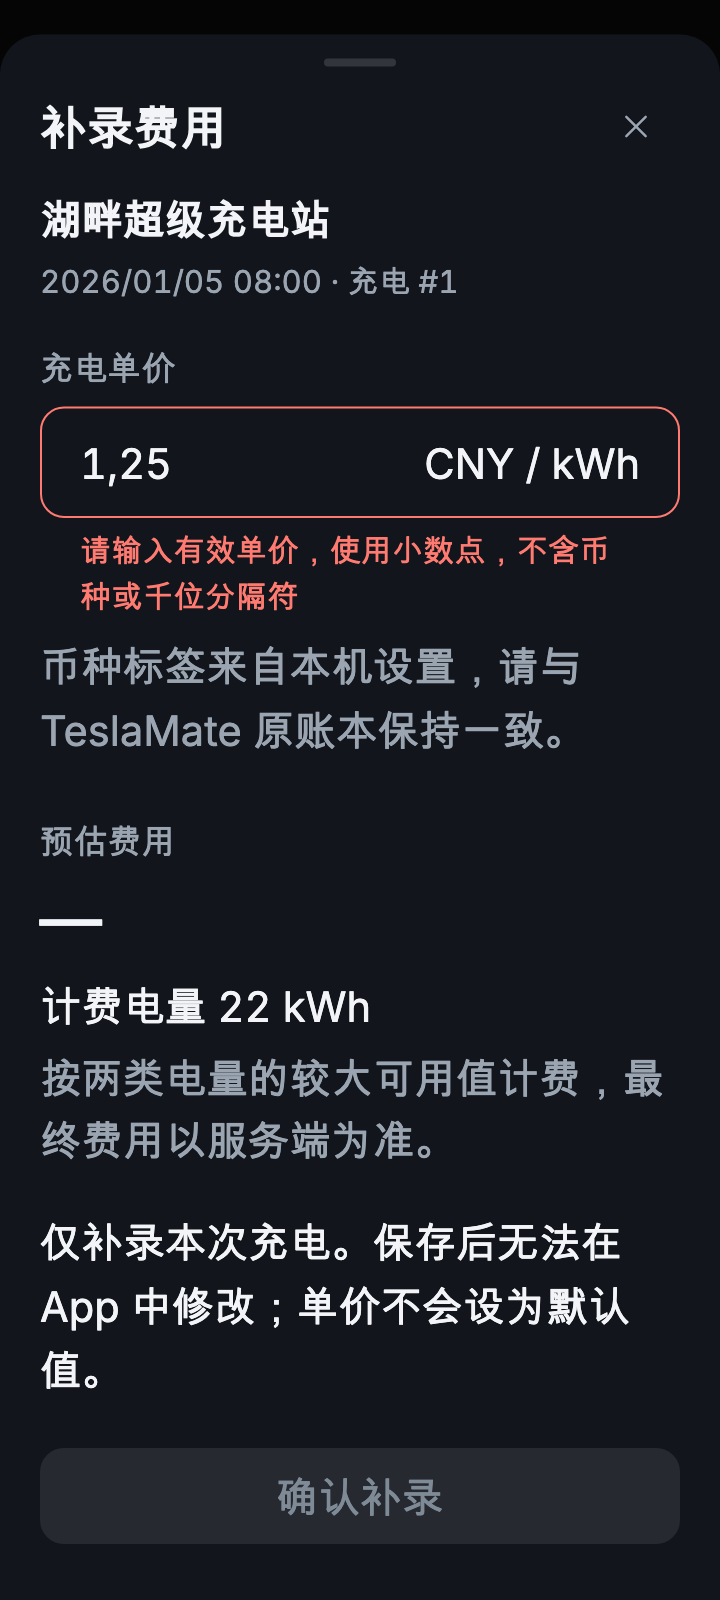 补录费用
湖畔超级充电站
2026/01/05 08:00 · 充电 #1
充电单价
1,25 CNY / kWh
请输入有效单价，使用小数点，不含币
种或千位分隔符
币种标签来自本机设置，请与
TeslaMate 原账本保持一致。
预估费用
—
计费电量 22 kWh
按两类电量的较大可用值计费，最
终费用以服务端为准。
仅补录本次充电。保存后无法在
App 中修改；单价不会设为默认
值。
确认补录